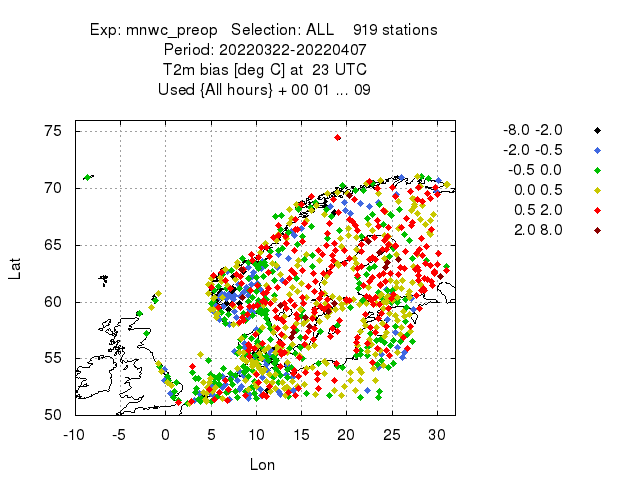 Exp: mnwc_preop Selection: ALL 919 stations
Period: 20220322-20220407
T2m bias [deg C] at 23 UTC
Used {All hours} + 00 01 ... 09
75
70
65
60
55
50
Lat
-10 -5 0 5 10 15 20 25 30
Lon
-8.0 -2.0
-2.0 -0.5
-0.5 0.0
0.0 0.5
0.5 2.0
2.0 8.0